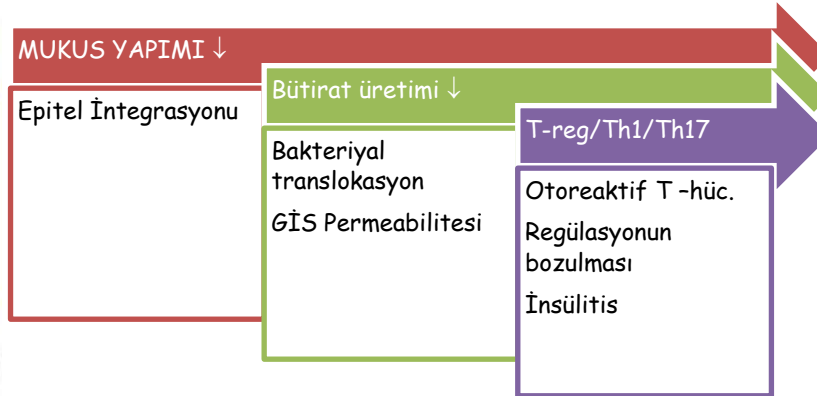 MUKUS YAPIMI ↓
Epitel İntegrasyonu
Bütirat üretimi ↓
Bakteriyal
translokasyon
GİS Permeabilitesi
T-reg/Th1/Th17
Otoreaktif T –hüc.
Regülasyonun
bozulması
İnsülitis